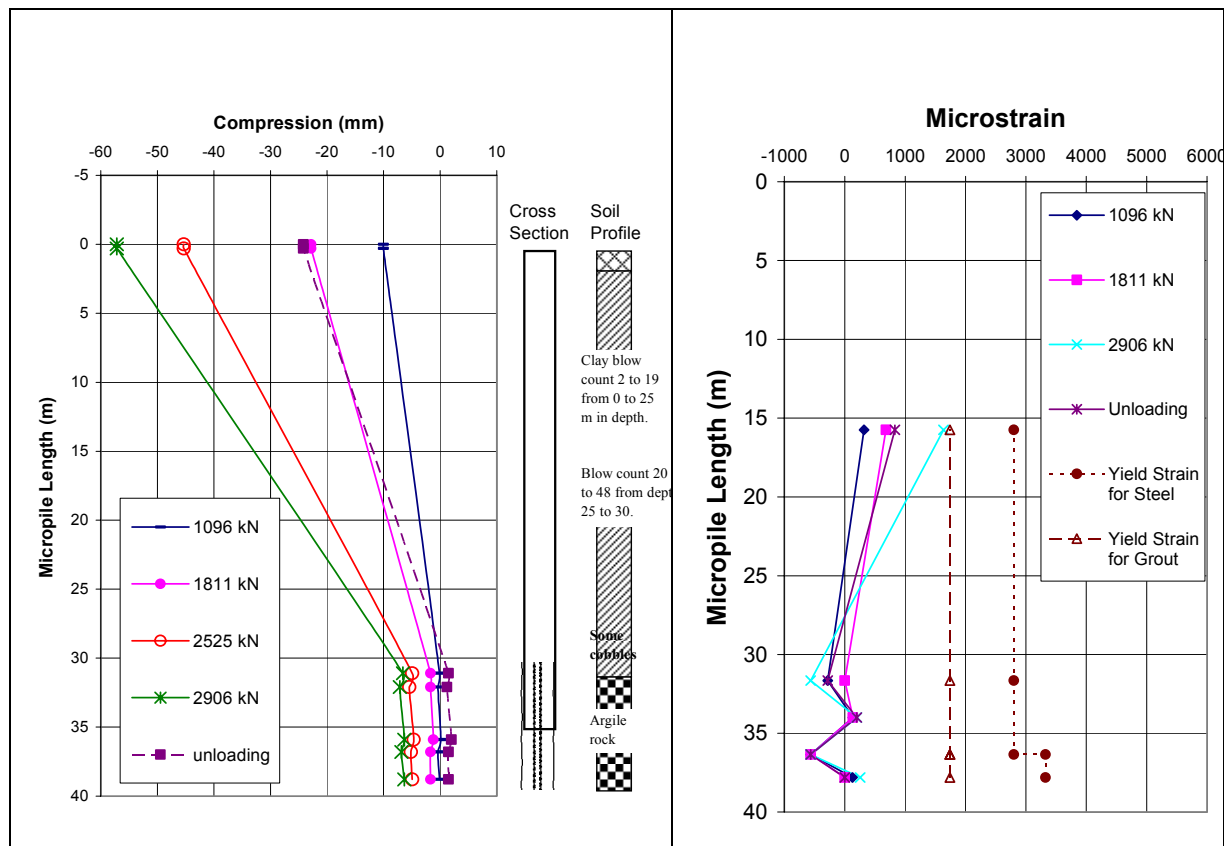 Compression (mm)
-60 -50 -40 -30 -20 -10 0 10
-5
0
5
10
15
20
25
30
35
40
Micropile Length (m)
1096 kN
1811 kN
2525 kN
2906 kN
unloading
Cross
Section
Soil
Profile
Clay blow
count 2 to 19
from 0 to 25
m in depth.
Blow count 20
to 48 from dept
25 to 30.
Some
cobbles
Argile
rock
Microstrain
-1000 0 1000 2000 3000 4000 5000 6000
0
5
10
15
20
25
30
35
40
Micropile Length (m)
1096 kN
1811 kN
2906 kN
Unloading
Yield Strain
for Steel
Yield Strain
for Grout